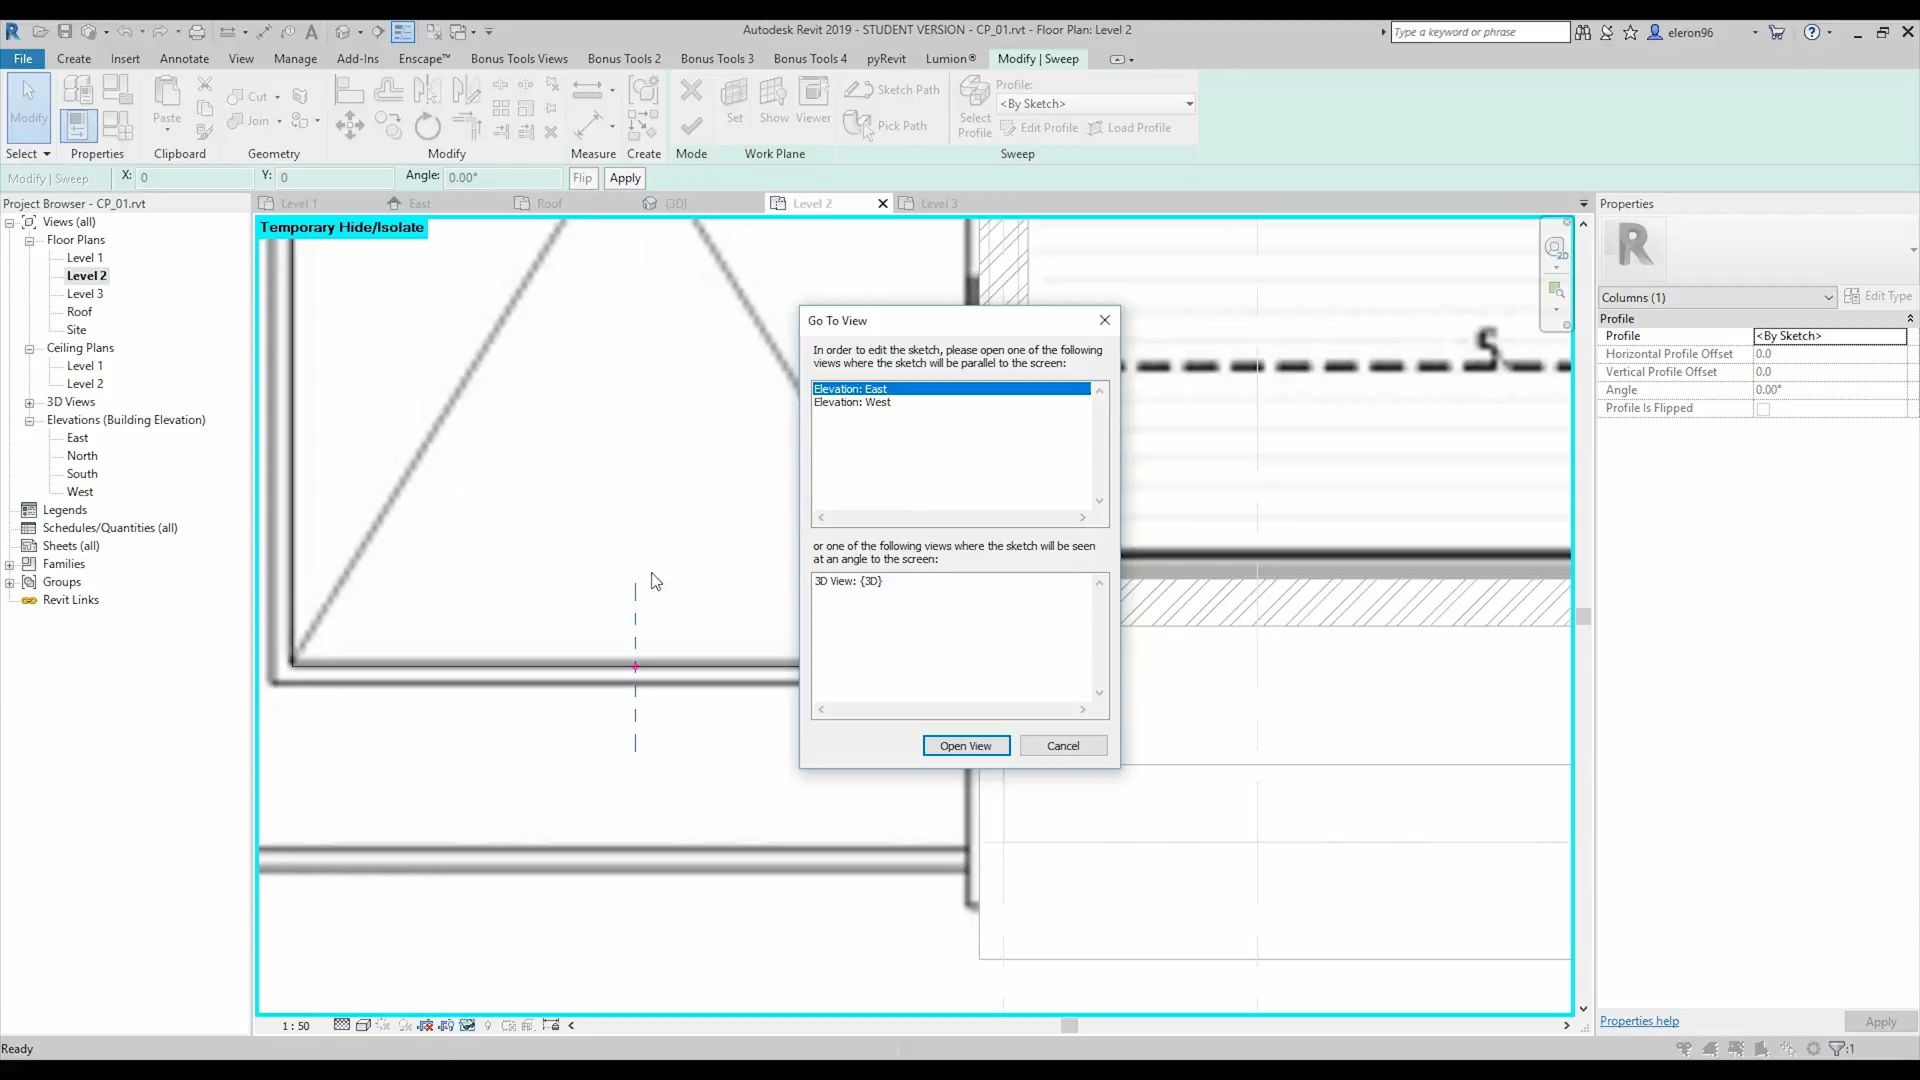 Autodesk Revit 2019 - STUDENT VERSION - CP_01.rvt - Floor Plan: Level 2
Type a keyword or phrase
eleron96
File Create Insert Annotate View Manage Add-Ins Enscape™ Bonus Tools Views Bonus Tools 2 Bonus Tools 3 Bonus Tools 4 pyRevit Lumion® Modify | Sweep
Modify
Paste
Cut
Join
Set
Show
Viewer
Sketch Path
Pick Path
Select
Profile
Profile:
<By Sketch>
Edit Profile
Load Profile
Select Properties Clipboard Geometry Modify Measure Create Mode Work Plane Sweep
Modify | Sweep X: 0 Y: 0 Angle: 0.00° Flip Apply
Project Browser - CP_01.rvt
Level 1 East Roof {3D} Level 2 Level 3
Properties
Views (all)
Floor Plans
Level 1
Level 2
Level 3
Roof
Site
Ceiling Plans
Level 1
Level 2
3D Views
Elevations (Building Elevation)
East
North
South
West
Legends
Schedules/Quantities (all)
Sheets (all)
Families
Groups
Revit Links
Temporary Hide/Isolate
2D
S
Go To View
In order to edit the sketch, please open one of the following
views where the sketch will be parallel to the screen:
Elevation: East
Elevation: West
or one of the following views where the sketch will be seen
at an angle to the screen:
3D View: {3D}
Open View Cancel
R
Columns (1) Edit Type
Profile
Profile <By Sketch>
Horizontal Profile Offset 0.0
Vertical Profile Offset 0.0
Angle 0.00°
Profile Is Flipped
Properties help Apply
1 : 50
Ready
:1